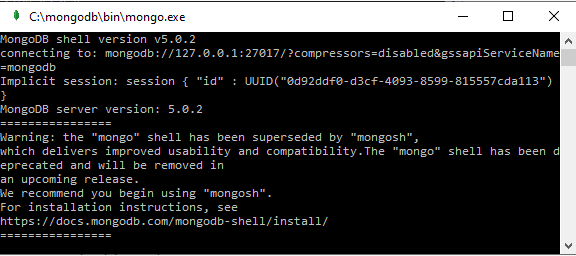 C:\mongodb\bin\mongo.exe
MongoDB shell version v5.0.2
connecting to: mongodb://127.0.0.1:27017/?compressors=disabled&gssapiServiceName
=mongodb
Implicit session: session { "id" : UUID("0d92ddf0-d3cf-4093-8599-815557cda113")
}
MongoDB server version: 5.0.2
================
Warning: the "mongo" shell has been superseded by "mongosh",
which delivers improved usability and compatibility.The "mongo" shell has been d
eprecated and will be removed in
an upcoming release.
We recommend you begin using "mongosh".
For installation instructions, see
https://docs.mongodb.com/mongodb-shell/install/
================